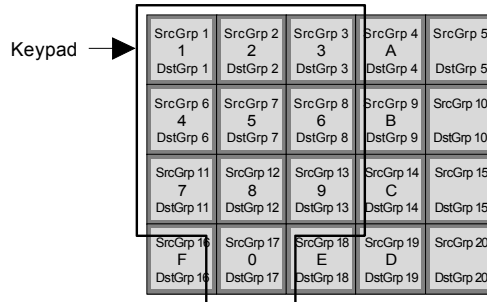 Keypad
SrcGrp 1 SrcGrp 2 SrcGrp 3 SrcGrp 4 SrcGrp 5
1 2 3 A
DstGrp 1 DstGrp 2 DstGrp 3 DstGrp 4 DstGrp 5
SrcGrp 6 SrcGrp 7 SrcGrp 8 SrcGrp 9 SrcGrp 10
4 5 6 B
DstGrp 6 DstGrp 7 DstGrp 8 DstGrp 9 DstGrp 10
SrcGrp 11 SrcGrp 12 SrcGrp 13 SrcGrp 14 SrcGrp 15
7 8 9 C
DstGrp 11 DstGrp 12 DstGrp 13 DstGrp 14 DstGrp 15
SrcGrp 16 SrcGrp 17 SrcGrp 18 SrcGrp 19 SrcGrp 20
F 0 E D
DstGrp 16 DstGrp 17 DstGrp 18 DstGrp 19 DstGrp 20